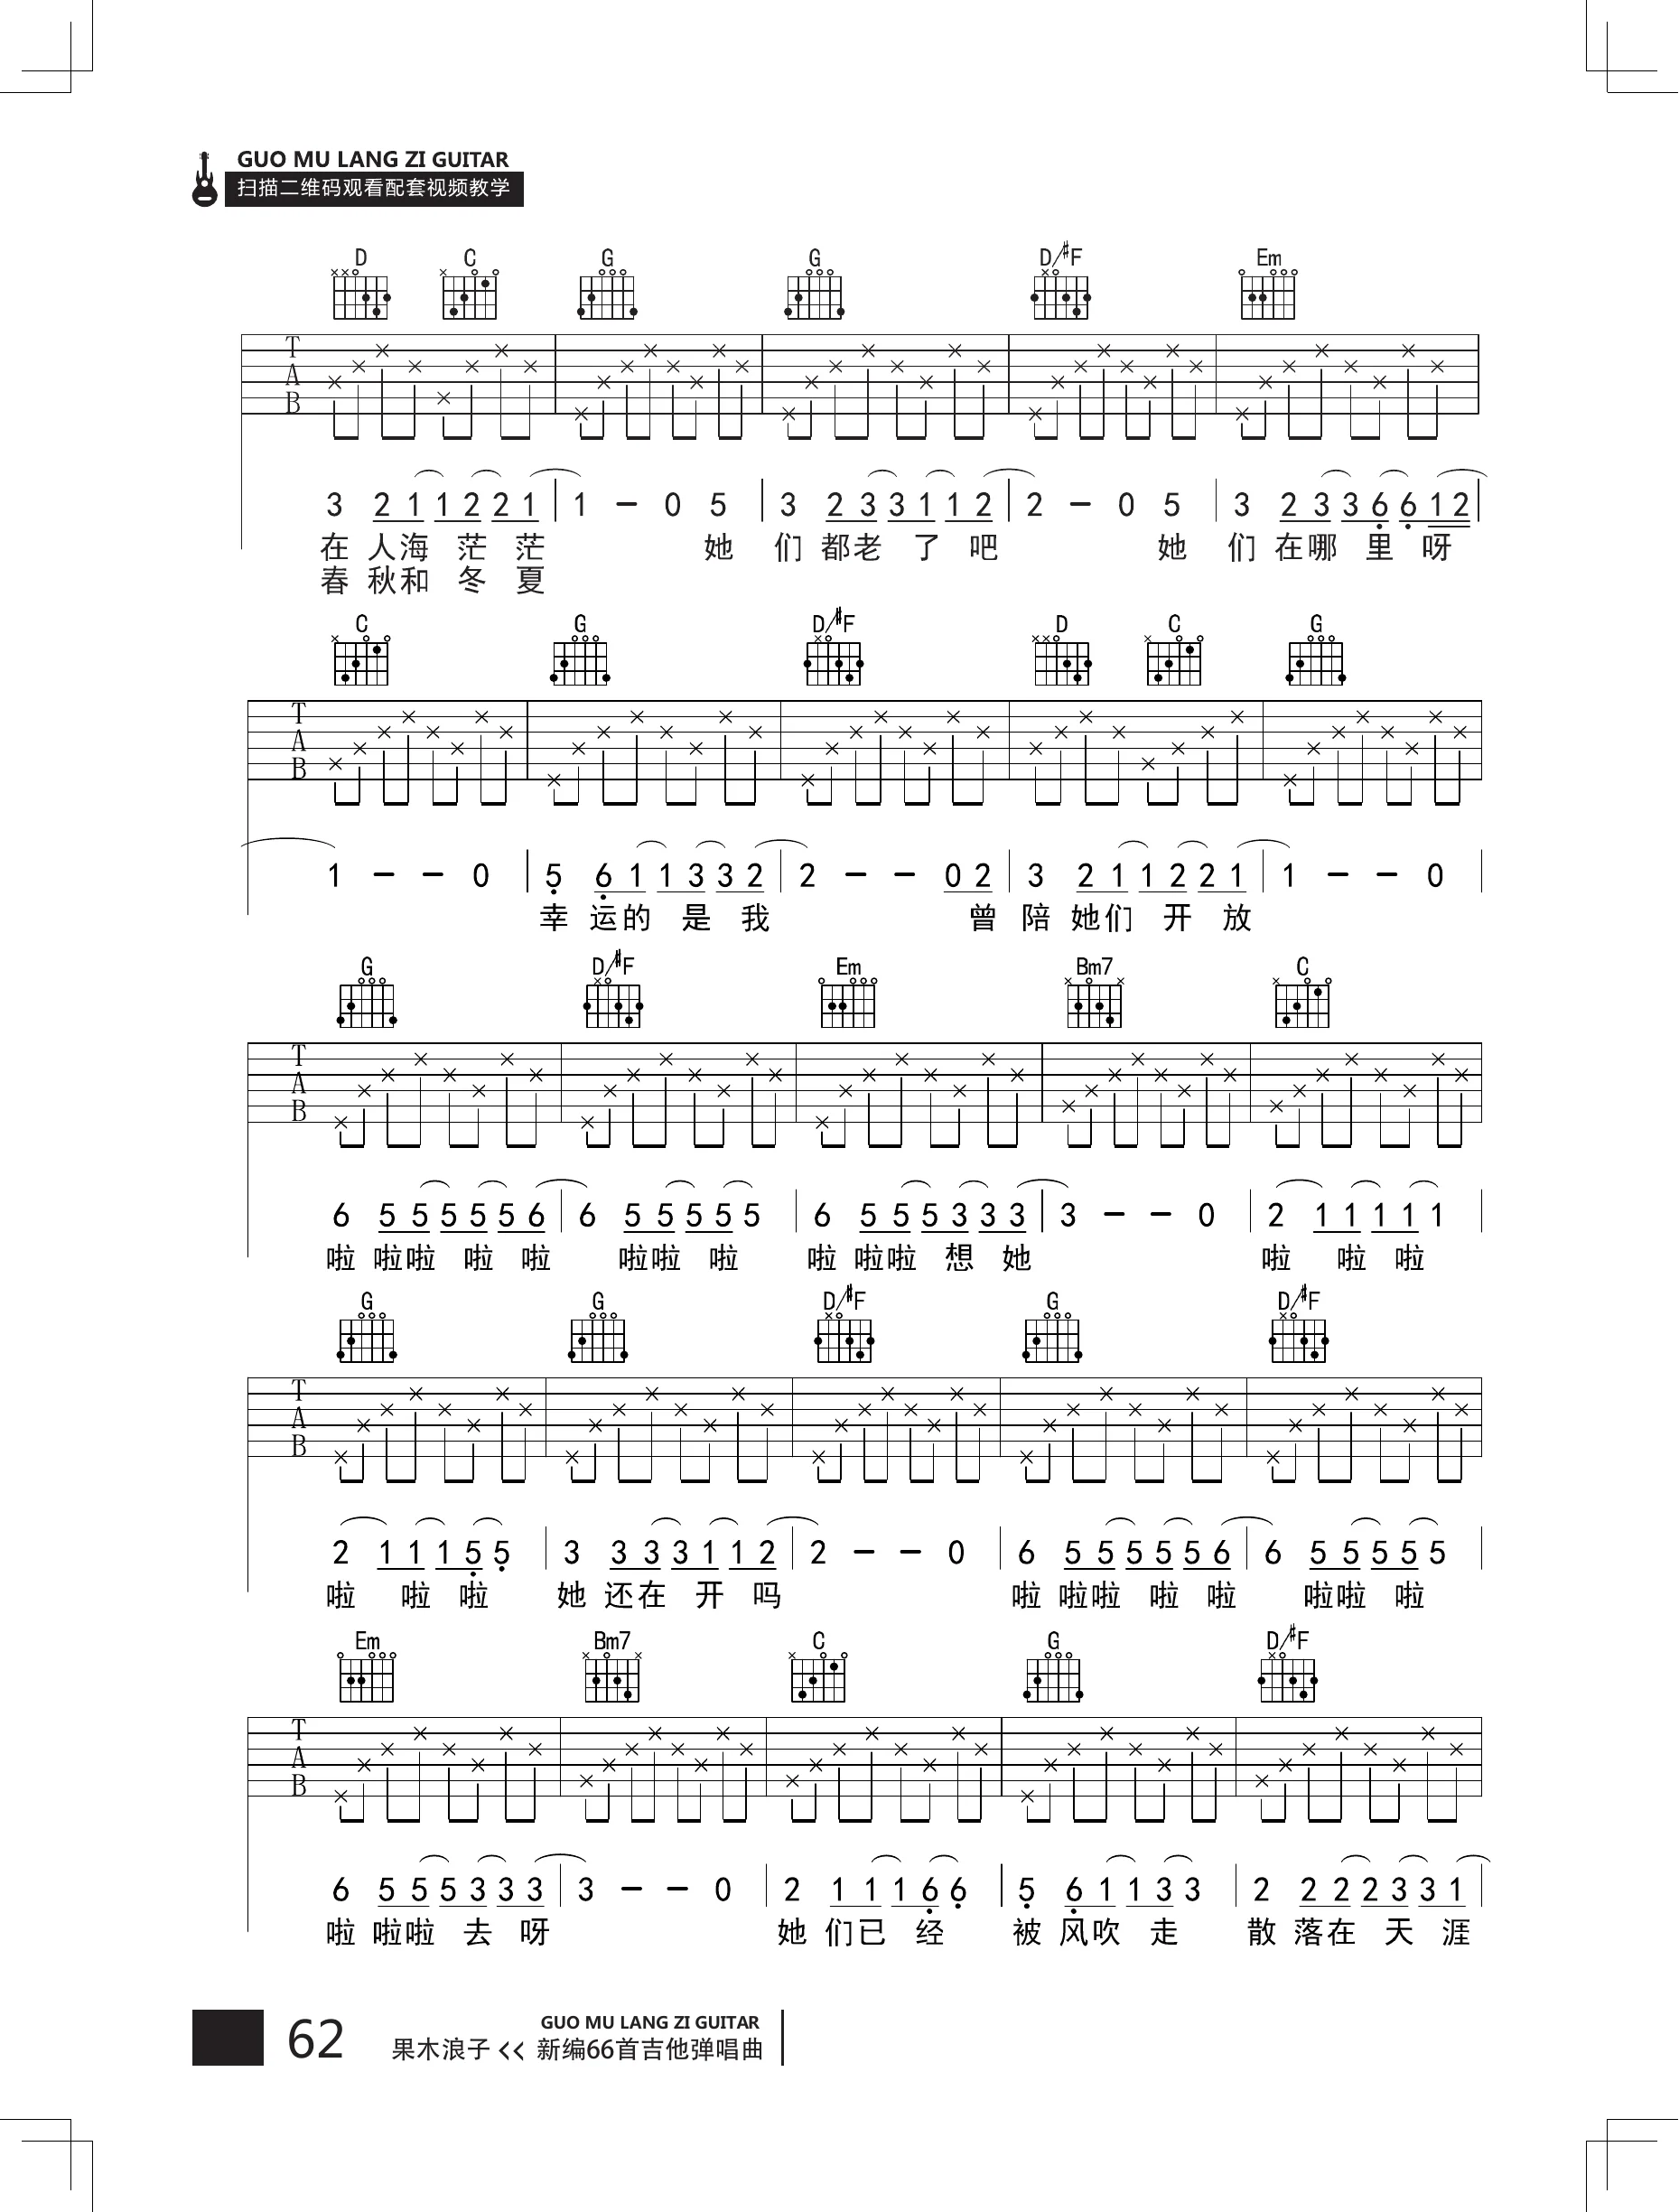 GUO MU LANG ZI GUITAR
扫描二维码观看配套视频教学
D C G G D/#F Em
T
A
B
3 2 1 1 2 2 1 | 1 - 0 5 | 3 2 3 3 1 1 2 | 2 - 0 5 | 3 2 3 3 6 6 1 2 |
在 人海 茫 茫 她 们 都老 了 吧 她 们 在哪 里 呀
春 秋和 冬 夏
C G D/#F D C G
T
A
B
1 - - 0 | 5 6 1 1 3 3 2 | 2 - - 0 2 | 3 2 1 1 2 2 1 | 1 - - 0 |
幸 运的 是 我 曾 陪 她们 开 放
G D/#F Em Bm7 C
T
A
B
6 5 5 5 5 5 6 | 6 5 5 5 5 5 | 6 5 5 5 3 3 3 | 3 - - 0 | 2 1 1 1 1 1 |
啦 啦啦 啦 啦 啦啦 啦 啦 啦啦 想 她 啦 啦 啦
G G D/#F G D/#F
T
A
B
2 1 1 1 5 5 | 3 3 3 3 1 1 2 | 2 - - 0 | 6 5 5 5 5 5 6 | 6 5 5 5 5 5 |
啦 啦 啦 她 还在 开 吗 啦 啦啦 啦 啦 啦啦 啦
Em Bm7 C G D/#F
T
A
B
6 5 5 5 3 3 3 | 3 - - 0 | 2 1 1 1 6 6 | 5 6 1 1 3 3 | 2 2 2 2 3 3 1 |
啦 啦啦 去 呀 她 们已 经 被 风吹 走 散 落在 天 涯
62
GUO MU LANG ZI GUITAR
果木浪子 << 新编66首吉他弹唱曲